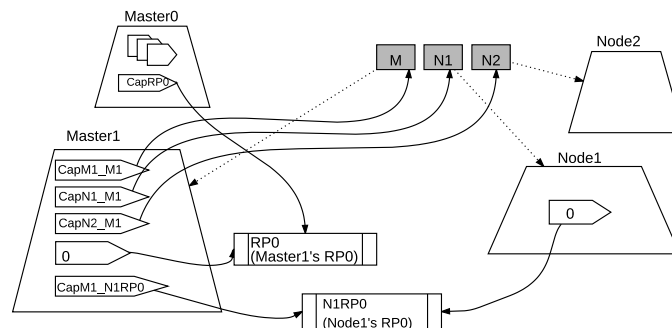 Master0
CapRP0
M
N1
N2
Node2
Master1
CapM1_M1
CapN1_M1
CapN2_M1
0
CapM1_N1RP0
RP0
(Master1's RP0)
Node1
0
N1RP0
(Node1's RP0)